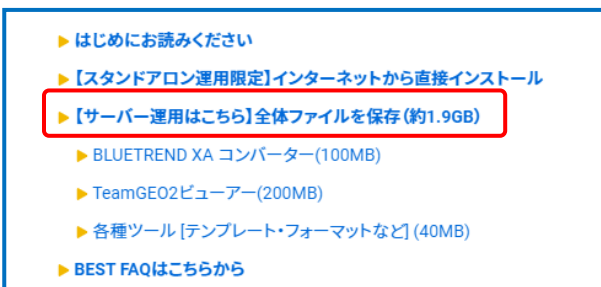 はじめにお読みください
【スタンドアロン運用限定】インターネットから直接インストール
【サーバー運用はこちら】全体ファイルを保存（約1.9GB）
BLUETREND XA コンバーター(100MB)
TeamGEO2ビューアー(200MB)
各種ツール [テンプレート・フォーマットなど] (40MB)
BEST FAQはこちらから